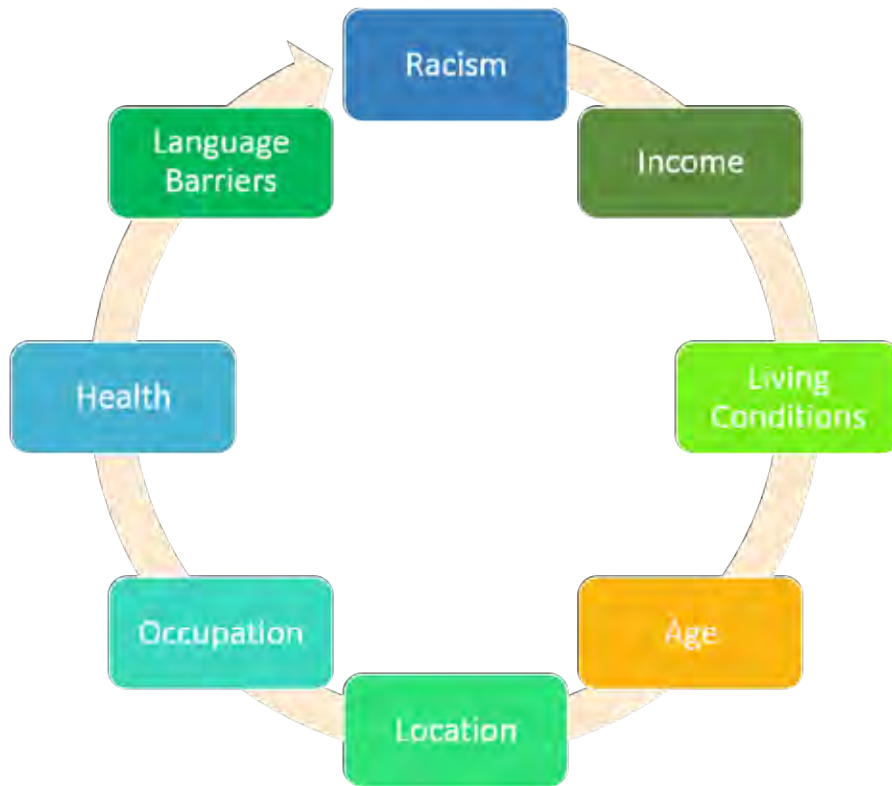 Racism
Income
Living
Conditions
Age
Location
Occupation
Health
Language
Barriers